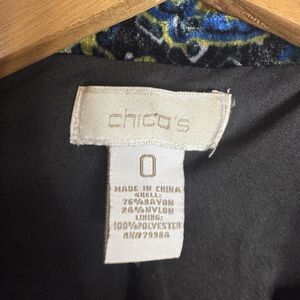 chico's
0
MADE IN CHINA
SHELL:
76%RAYON
24%NYLON
LINING:
100%POLYESTER
RN#79984